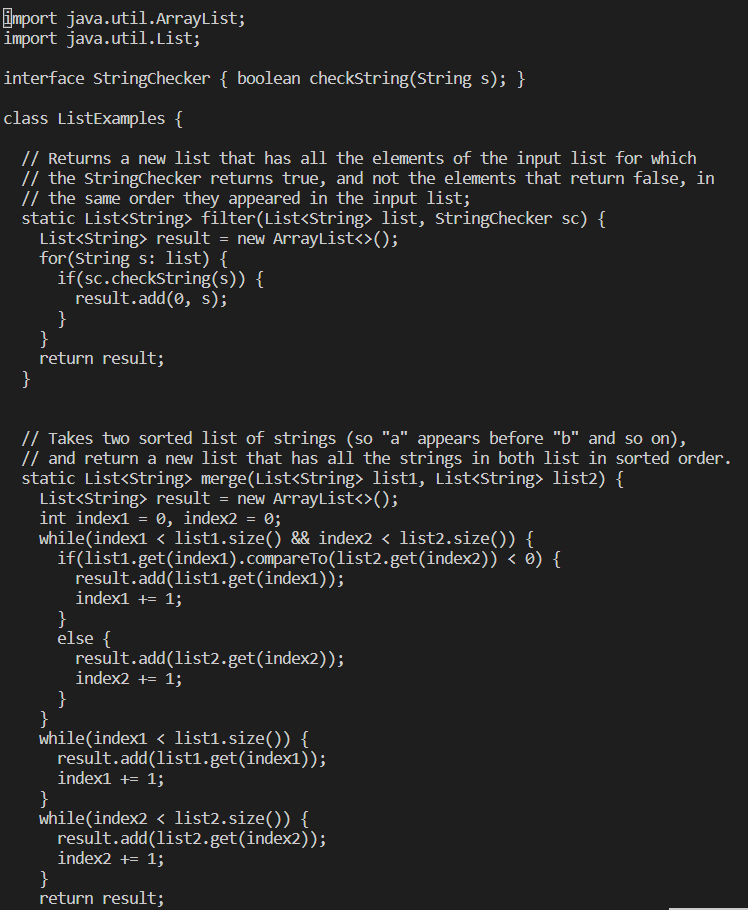 import java.util.ArrayList;
import java.util.List;

interface StringChecker { boolean checkString(String s); }

class ListExamples {

  // Returns a new list that has all the elements of the input list for which
  // the StringChecker returns true, and not the elements that return false, in
  // the same order they appeared in the input list;
  static List<String> filter(List<String> list, StringChecker sc) {
    List<String> result = new ArrayList<>();
    for(String s: list) {
      if(sc.checkString(s)) {
        result.add(0, s);
      }
    }
    return result;
  }


  // Takes two sorted list of strings (so "a" appears before "b" and so on),
  // and return a new list that has all the strings in both list in sorted order.
  static List<String> merge(List<String> list1, List<String> list2) {
    List<String> result = new ArrayList<>();
    int index1 = 0, index2 = 0;
    while(index1 < list1.size() && index2 < list2.size()) {
      if(list1.get(index1).compareTo(list2.get(index2)) < 0) {
        result.add(list1.get(index1));
        index1 += 1;
      }
      else {
        result.add(list2.get(index2));
        index2 += 1;
      }
    }
    while(index1 < list1.size()) {
      result.add(list1.get(index1));
      index1 += 1;
    }
    while(index2 < list2.size()) {
      result.add(list2.get(index2));
      index2 += 1;
    }
    return result;